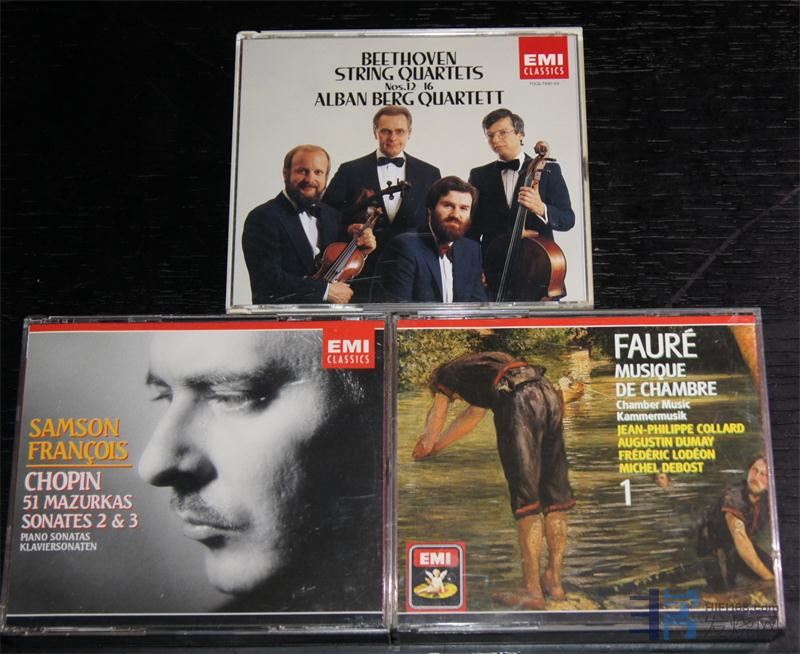 BEETHOVEN
STRING QUARTETS
Nos.12 16
ALBAN BERG QUARTETT
EMI
CLASSICS
EMI
CLASSICS
SAMSON
FRANÇOIS
CHOPIN
51 MAZURKAS
SONATES 2 & 3
PIANO SONATAS
KLAVIERSONATEN
FAURÉ
MUSIQUE
DE CHAMBRE
Chamber Music
Kammermusik
JEAN-PHILIPPE COLLARD
AUGUSTIN DUMAY
FRÉDÉRIC LODÉON
MICHEL DEBOST
1
EMI